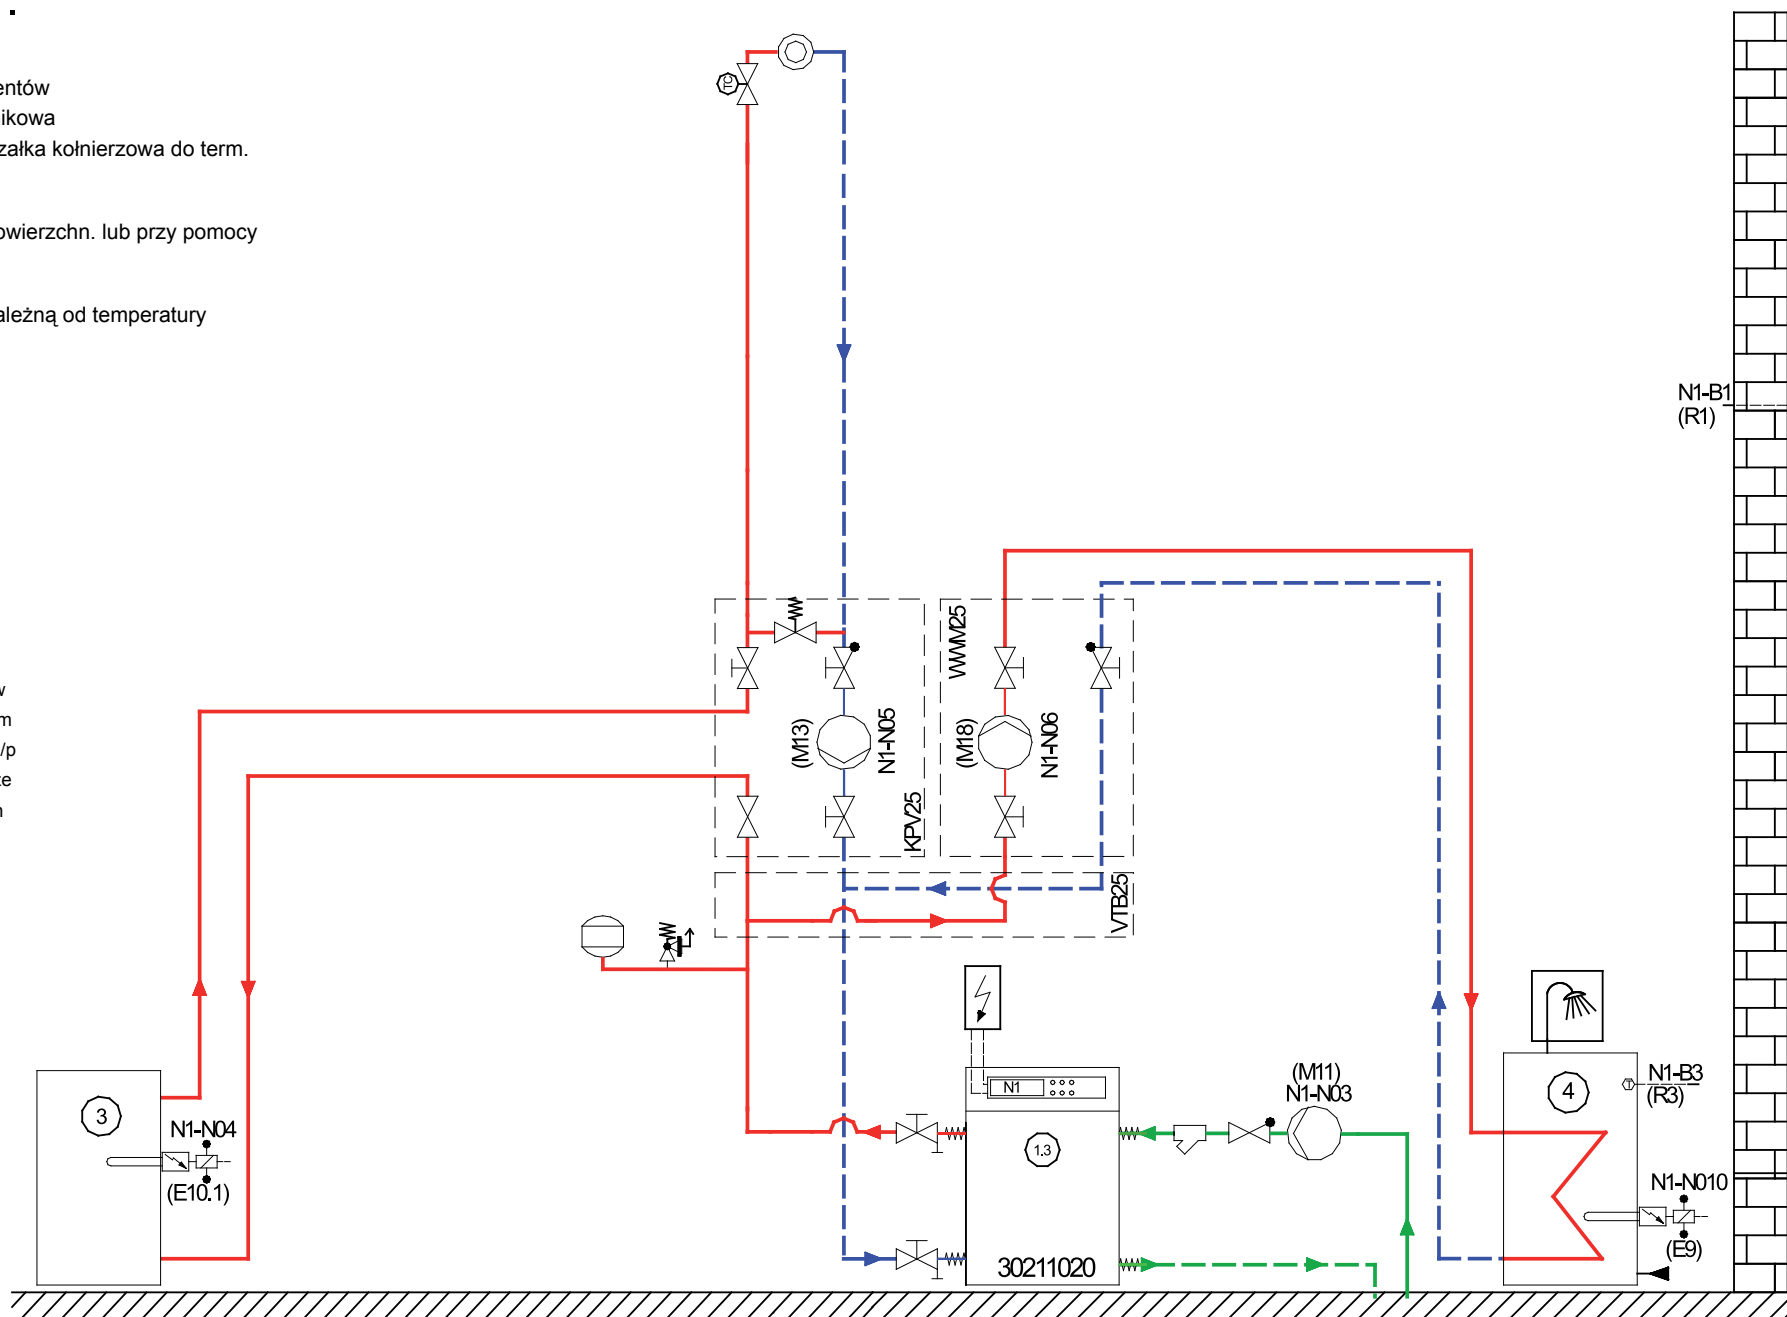 entów
ikowa
załka kołnierzowa do term.
owierzchn. lub przy pomocy
ależną od temperatury
w
m
/p
te
n
TC
N1-B1
(R1)
WWM25
(M13)
N1-N05
(M18)
N1-N06
KPV25
VTB25
N1
1.3
30211020
(M11)
N1-N03
3
N1-N04
(E10.1)
4
T
N1-B3
(R3)
N1-N010
(E9)